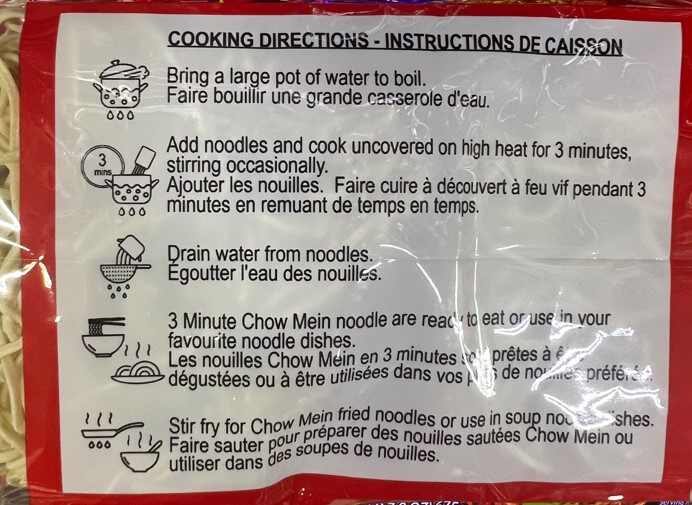 COOKING DIRECTIONS - INSTRUCTIONS DE CAISSON
Bring a large pot of water to boil.
Faire bouillir une grande casserole d'eau.
3
mins
Add noodles and cook uncovered on high heat for 3 minutes,
stirring occasionally.
Ajouter les nouilles. Faire cuire à découvert à feu vif pendant 3
minutes en remuant de temps en temps.
Drain water from noodles.
Égoutter l'eau des nouilles.
3 Minute Chow Mein noodle are ready to eat or use in your
favourite noodle dishes.
Les nouilles Chow Mein en 3 minutes prêtes à
dégustées ou à être utilisées dans vos de nouilles
Stir fry for Chow Mein fried noodles or use in soup
Faire sauter pour préparer des nouilles sautées Chow Mein ou
utiliser dans des soupes de nouilles.